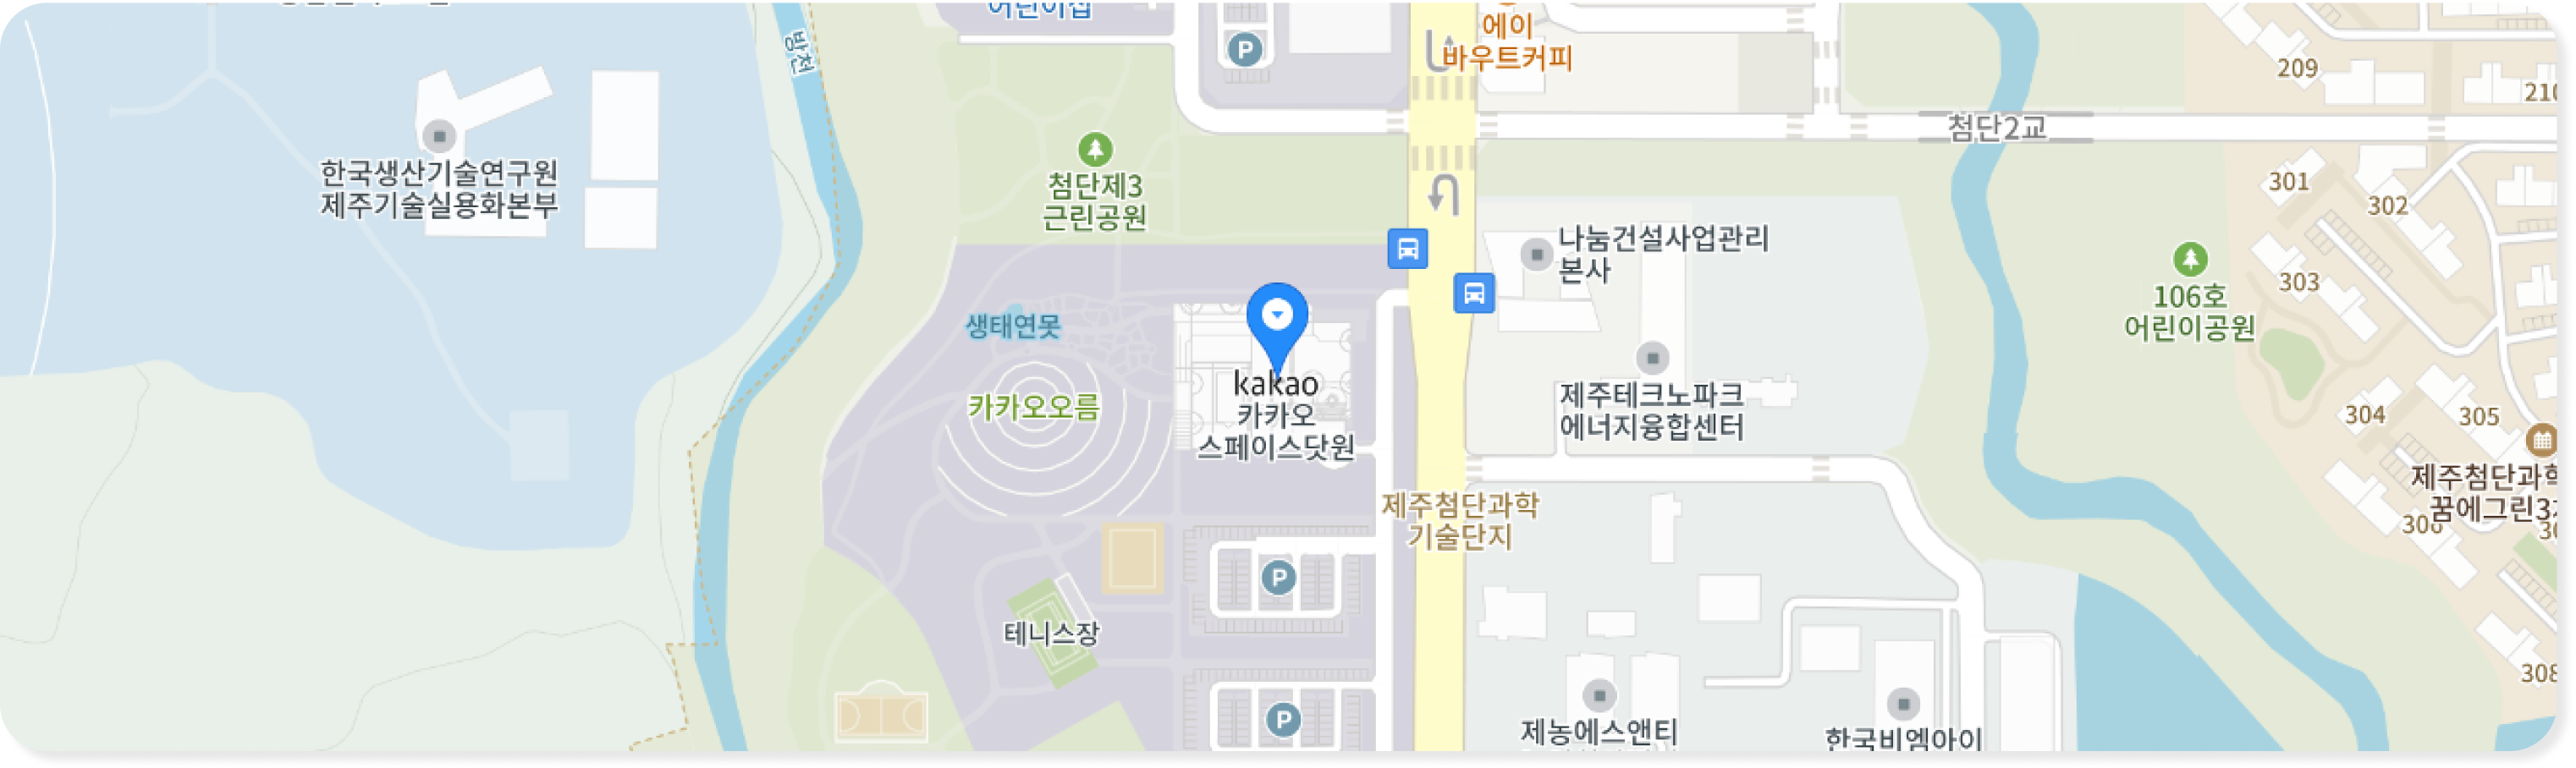 어린이집
에이
바우트커피
방천
P
209
210
첨단2교
한국생산기술연구원
제주기술실용화본부
첨단제3
근린공원
301
302
나눔건설사업관리
본사
303
106호
어린이공원
생태연못
카카오오름
kakao
카카오
스페이스닷원
제주테크노파크
에너지융합센터
304
305
제주첨단과학
꿈에그린3
306
제주첨단과학
기술단지
P
테니스장
308
P
제농에스앤티
한국비엠아이